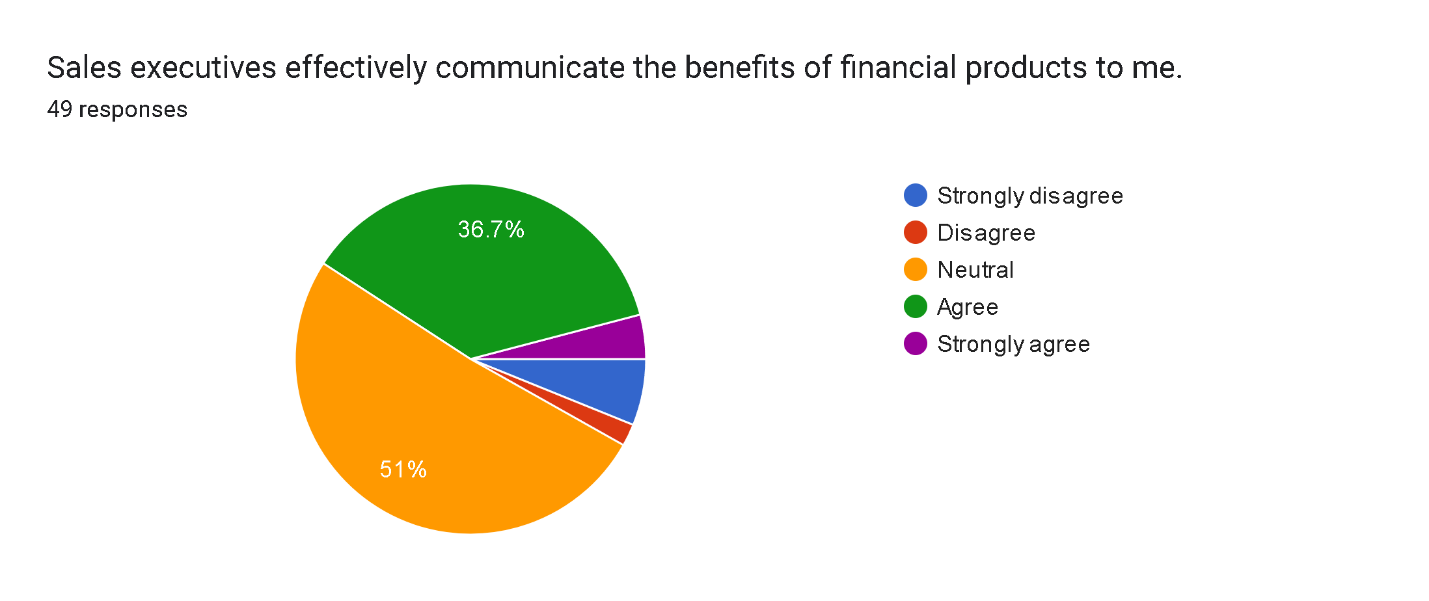 Sales executives effectively communicate the benefits of financial products to me.
49 responses
36.7%
51%
Strongly disagree
Disagree
Neutral
Agree
Strongly agree